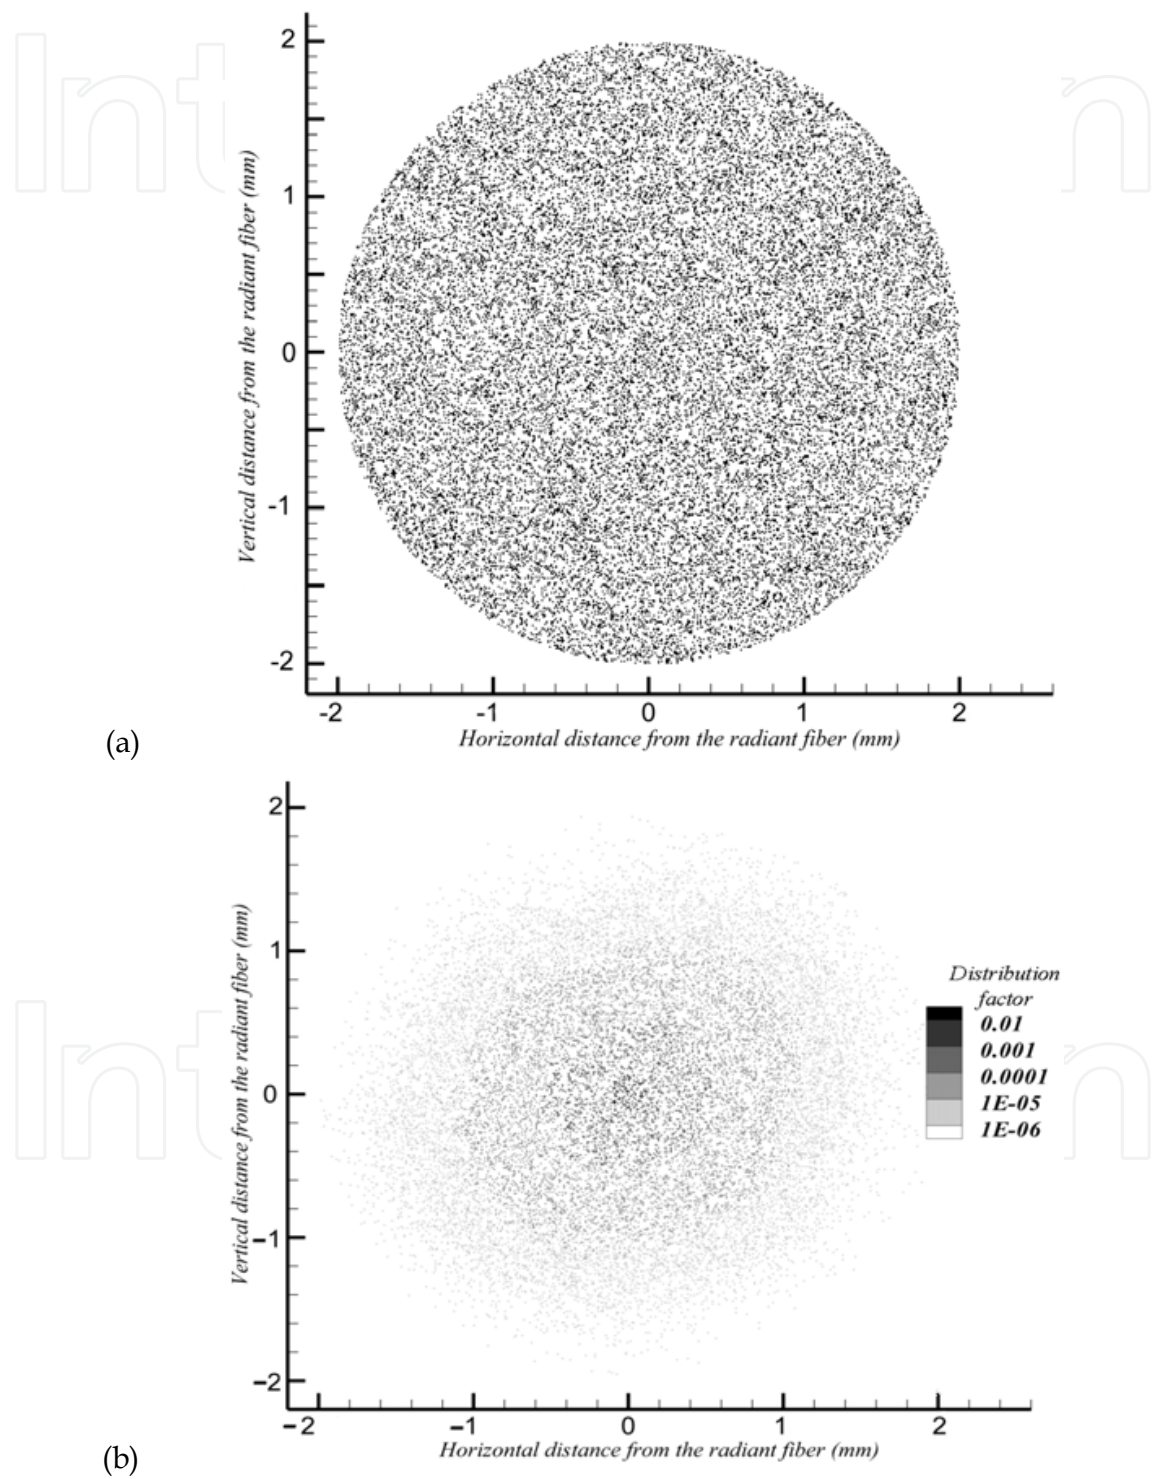 2
1
0
-1
-2
Vertical distance from the radiant fiber (mm)
-2 -1 0 1 2
Horizontal distance from the radiant fiber (mm)
(a)
2
1
0
−1
−2
Vertical distance from the radiant fiber (mm)
Distribution
factor
0.01
0.001
0.0001
1E-05
1E-06
−2 −1 0 1 2
Horizontal distance from the radiant fiber (mm)
(b)